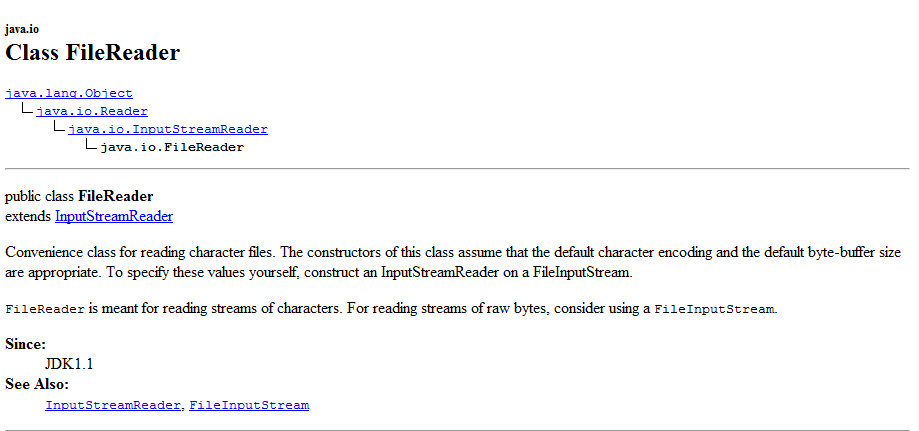 java.io
Class FileReader
java.lang.Object
java.io.Reader
java.io.InputStreamReader
java.io.FileReader
public class FileReader
extends InputStreamReader
Convenience class for reading character files. The constructors of this class assume that the default character encoding and the default byte-buffer size
are appropriate. To specify these values yourself, construct an InputStreamReader on a FileInputStream.
FileReader is meant for reading streams of characters. For reading streams of raw bytes, consider using a FileInputStream.
Since:
JDK1.1
See Also:
InputStreamReader, FileInputStream